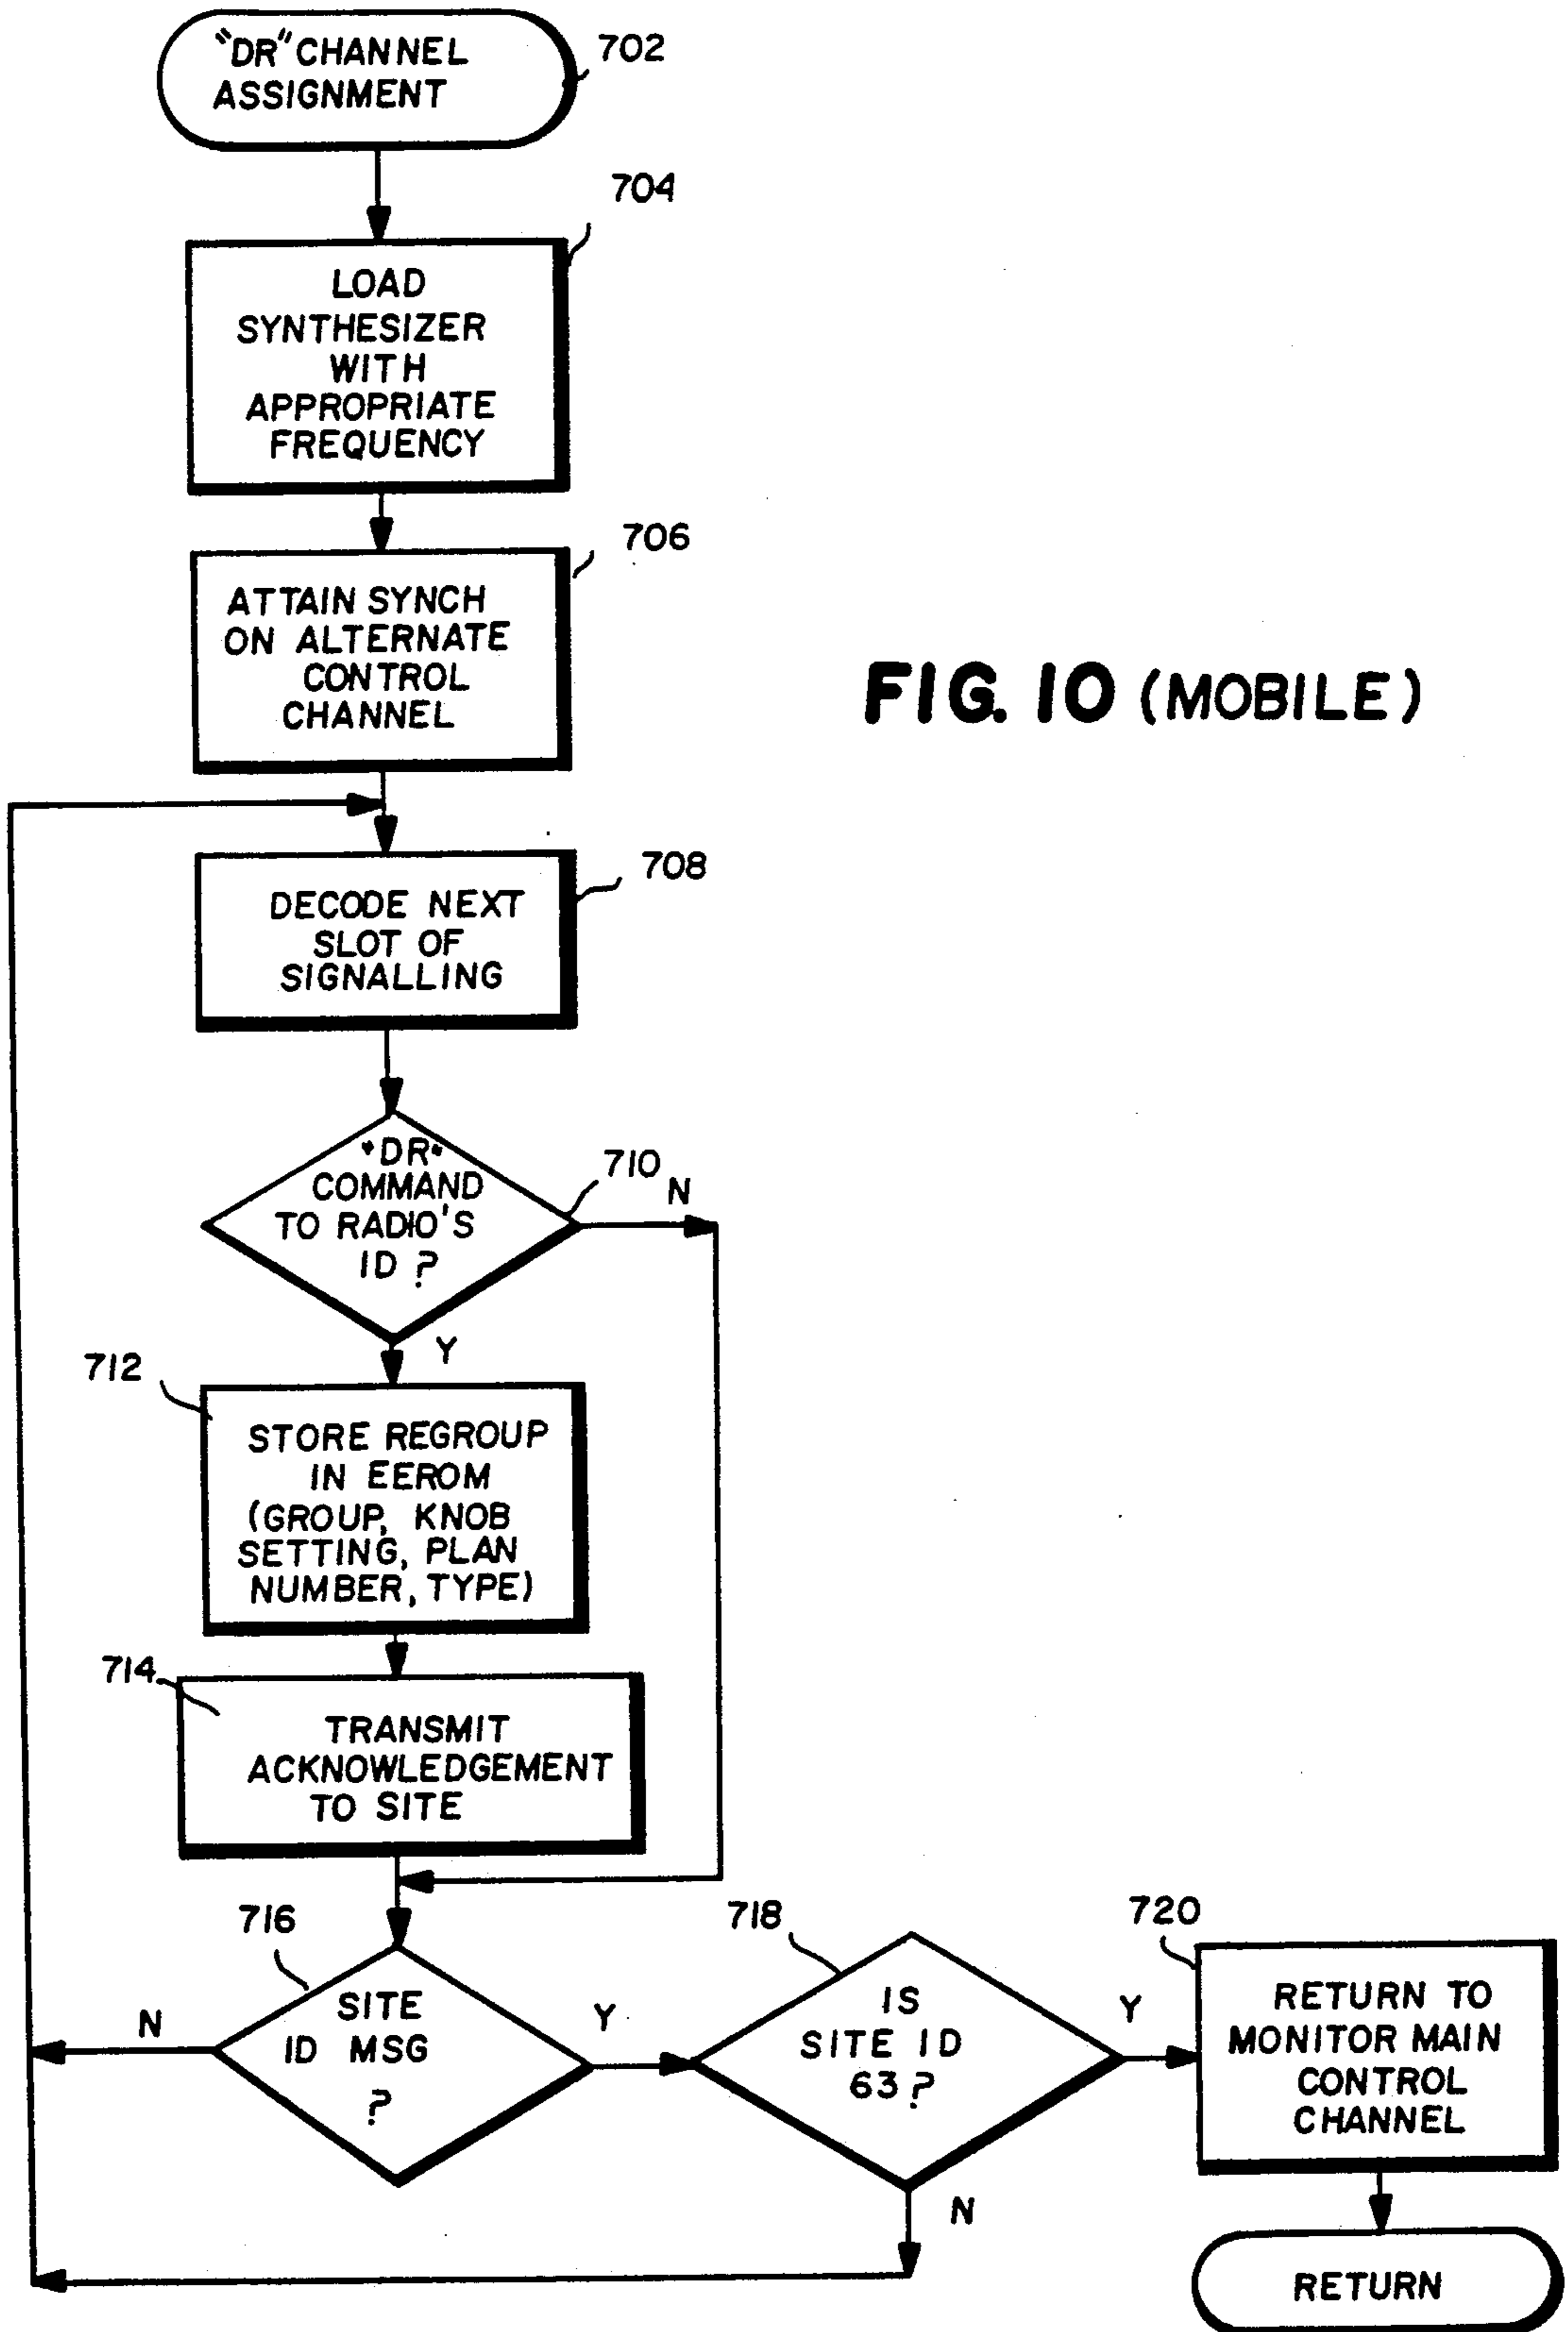 "DR" CHANNEL
ASSIGNMENT
702
704
LOAD
SYNTHESIZER
WITH
APPROPRIATE
FREQUENCY
706
ATTAIN SYNCH
ON ALTERNATE
CONTROL
CHANNEL
FIG. 10 (MOBILE)
708
DECODE NEXT
SLOT OF
SIGNALLING
"DR"
COMMAND
TO RADIO'S
ID ?
710
N
Y
712
STORE REGROUP
IN EEROM
(GROUP, KNOB
SETTING, PLAN
NUMBER, TYPE)
714
TRANSMIT
ACKNOWLEDGEMENT
TO SITE
716
SITE
ID MSG
?
N
Y
718
IS
SITE ID
63 ?
Y
N
720
RETURN TO
MONITOR MAIN
CONTROL
CHANNEL
RETURN